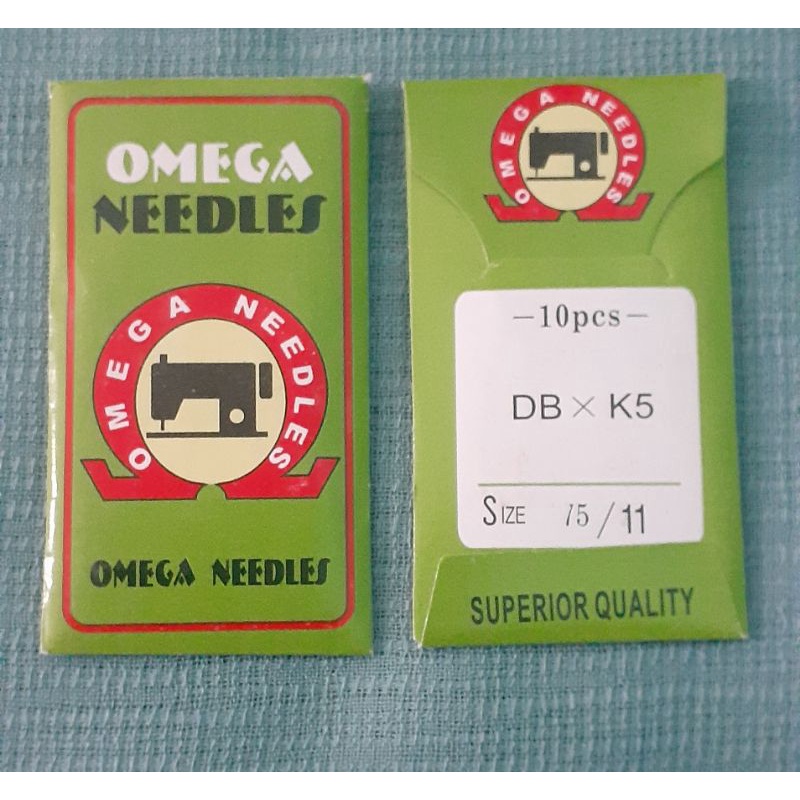 OMEGA
NEEDLES
OMEGA NEEDLES
OMEGA NEEDLES
OMEGA NEEDLES
-10pcs-
DB × K5
SIZE 75/11
SUPERIOR QUALITY